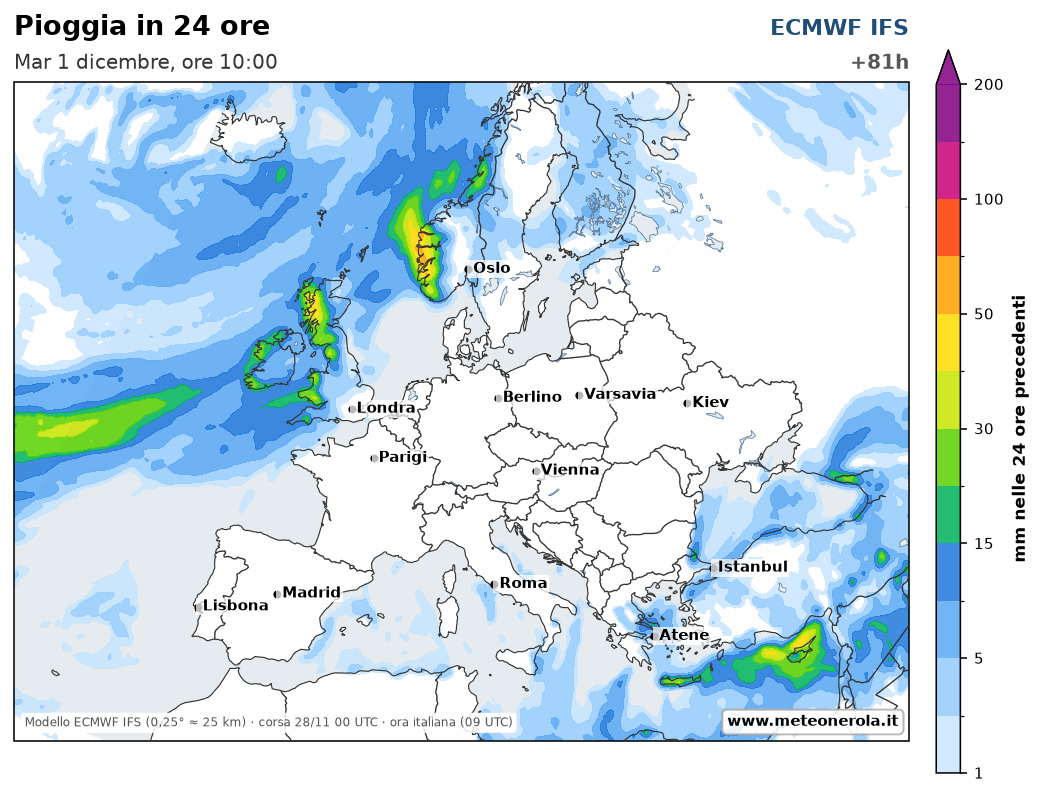 Pioggia in 24 ore
ECMWF IFS
Mar 1 dicembre, ore 10:00
+81h
200
100
50
30
15
5
1
mm nelle 24 ore precedenti
Oslo
Londra
Berlino
Varsavia
Kiev
Parigi
Vienna
Istanbul
Roma
Madrid
Lisbona
Atene
Modello ECMWF IFS (0,25° ≈ 25 km) · corsa 28/11 00 UTC · ora italiana (09 UTC)
www.meteonerola.it